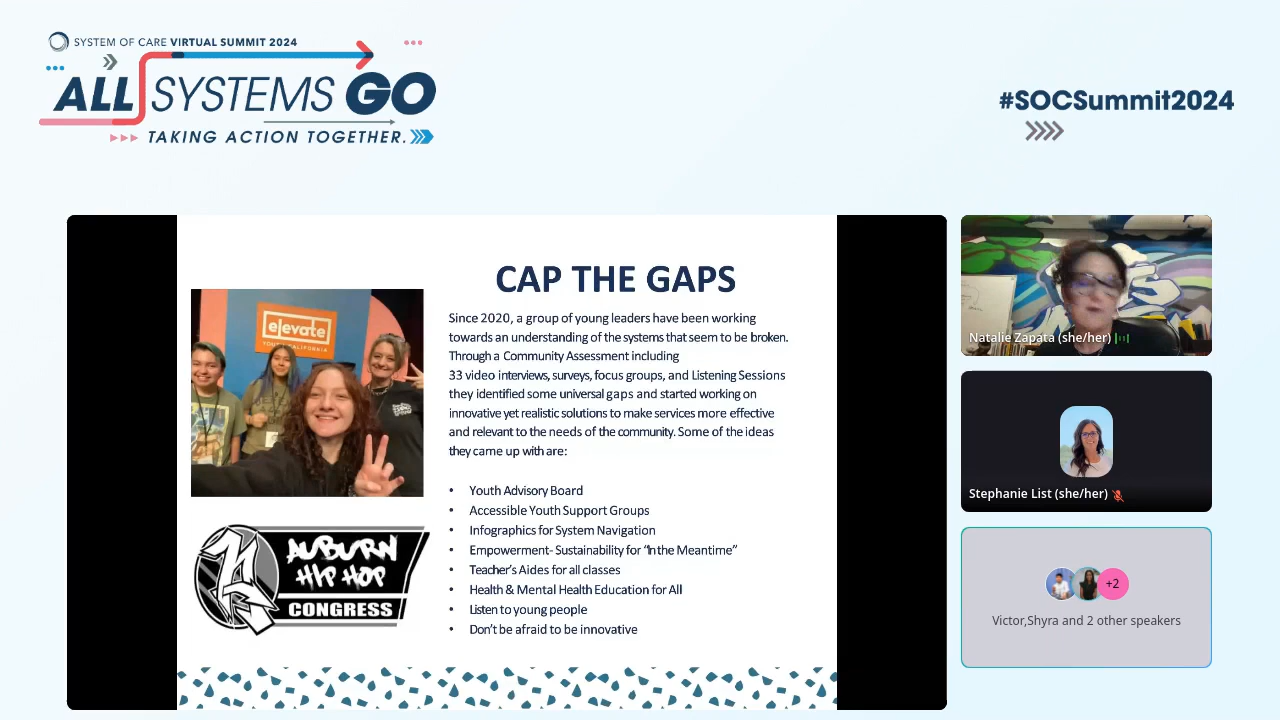 SYSTEM OF CARE VIRTUAL SUMMIT 2024
ALL SYSTEMS GO
TAKING ACTION TOGETHER.
#SOCSummit2024
CAP THE GAPS
Since 2020, a group of young leaders have been working
towards an understanding of the systems that seem to be broken.
Through a Community Assessment including
33 video interviews, surveys, focus groups, and Listening Sessions
they identified some universal gaps and started working on
innovative yet realistic solutions to make services more effective
and relevant to the needs of the community. Some of the ideas
they came up with are:
• Youth Advisory Board
• Accessible Youth Support Groups
• Infographics for System Navigation
• Empowerment- Sustainability for “In the Meantime”
• Teacher’s Aides for all classes
• Health & Mental Health Education for All
• Listen to young people
• Don’t be afraid to be innovative
elevate
CALIFORNIA
AUBURN
HIP HOP
CONGRESS
Natalie Zapata (she/her)
Stephanie List (she/her)
+2
Victor,Shyra and 2 other speakers